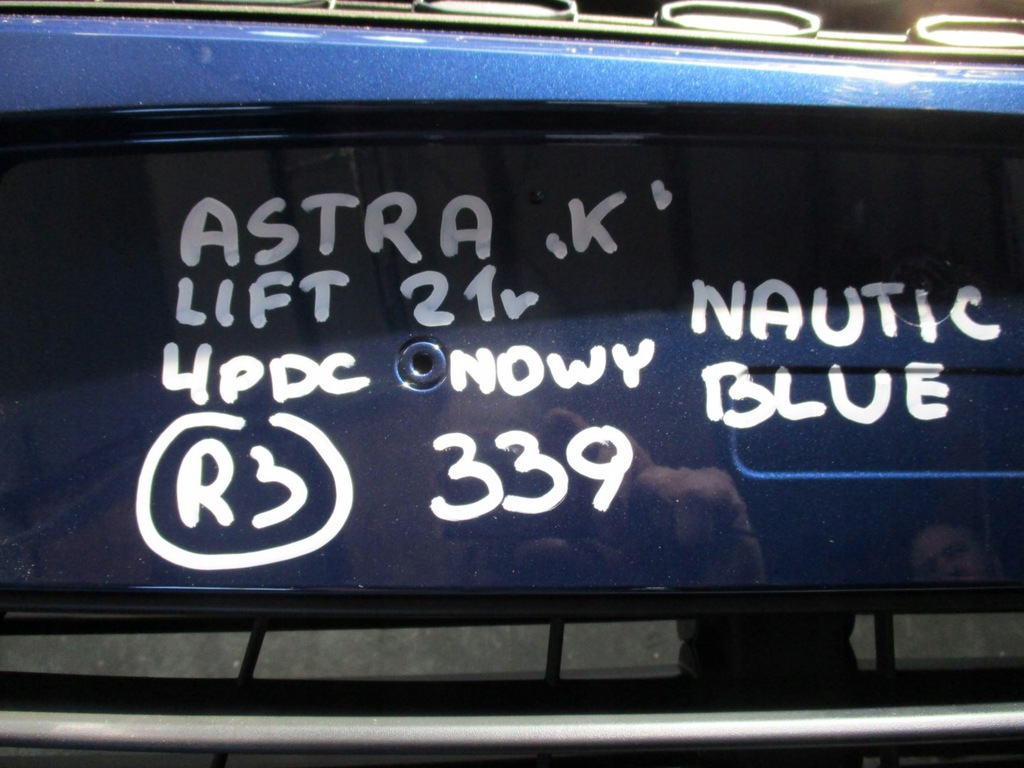 ASTRA „K"
LIFT 21r
4PDC NOWY
R3 339
NAUTIC
BLUE